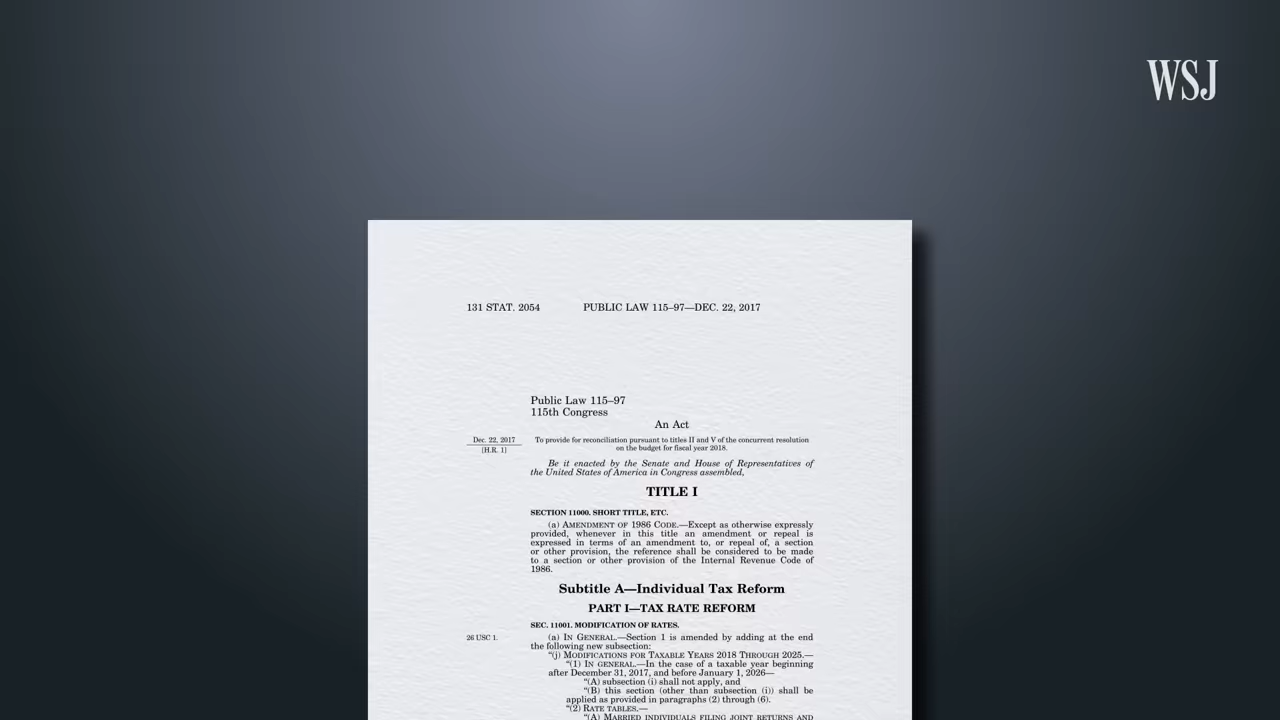 WSJ
131 STAT. 2054 PUBLIC LAW 115–97—DEC. 22, 2017
Public Law 115–97
115th Congress
An Act
Dec. 22, 2017
[H.R. 1]
To provide for reconciliation pursuant to titles II and V of the concurrent resolution
on the budget for fiscal year 2018.
Be it enacted by the Senate and House of Representatives of
the United States of America in Congress assembled,
TITLE I
SECTION 11000. SHORT TITLE, ETC.
(a) AMENDMENT OF 1986 CODE.—Except as otherwise expressly
provided, whenever in this title an amendment or repeal is
expressed in terms of an amendment to, or repeal of, a section
or other provision, the reference shall be considered to be made
to a section or other provision of the Internal Revenue Code of
1986.
Subtitle A—Individual Tax Reform
PART I—TAX RATE REFORM
SEC. 11001. MODIFICATION OF RATES.
26 USC 1.
(a) IN GENERAL.—Section 1 is amended by adding at the end
the following new subsection:
“(j) MODIFICATIONS FOR TAXABLE YEARS 2018 THROUGH 2025.—
“(1) IN GENERAL.—In the case of a taxable year beginning
after December 31, 2017, and before January 1, 2026—
“(A) subsection (i) shall not apply, and
“(B) this section (other than subsection (i)) shall be
applied as provided in paragraphs (2) through (6).
“(2) RATE TABLES.—
“(A) MARRIED INDIVIDUALS FILING JOINT RETURNS AND